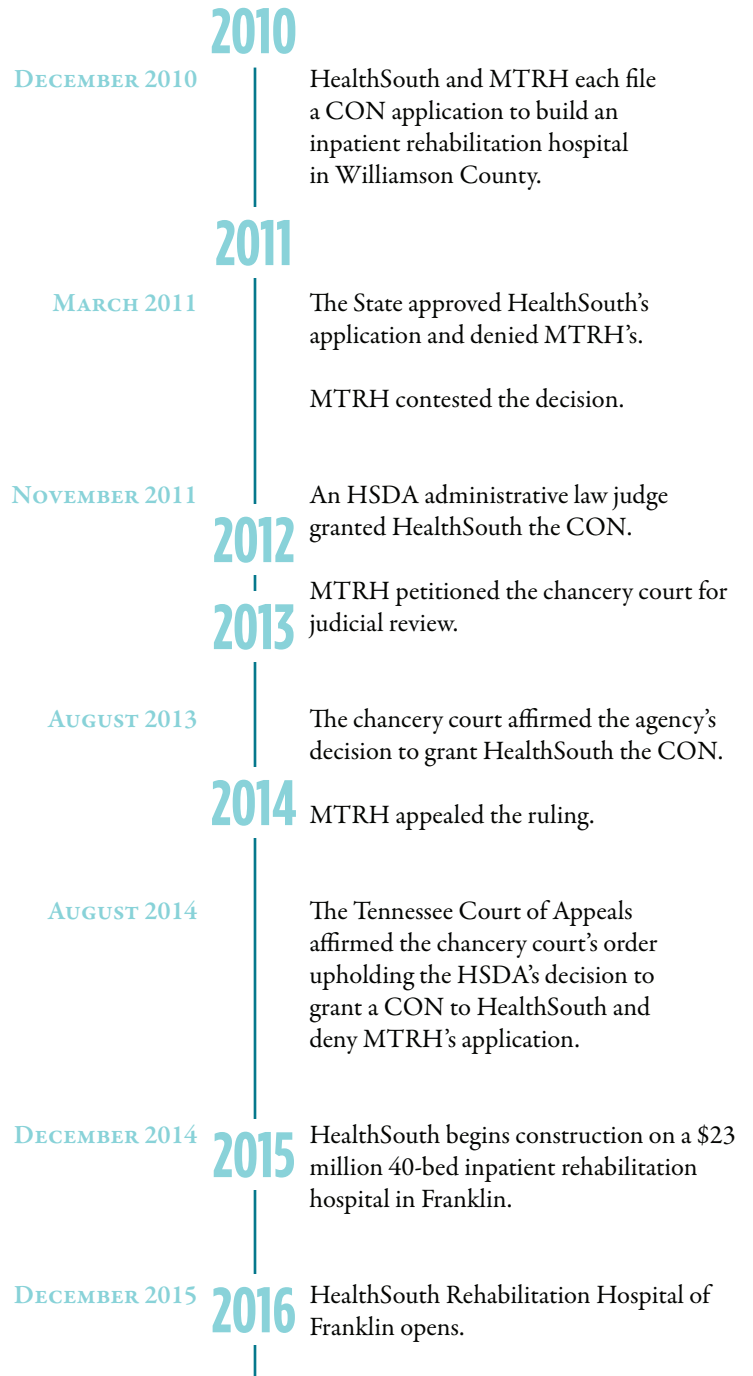 2010
DECEMBER 2010
HealthSouth and MTRH each file
a CON application to build an
inpatient rehabilitation hospital
in Williamson County.
2011
MARCH 2011
The State approved HealthSouth’s
application and denied MTRH’s.
MTRH contested the decision.
NOVEMBER 2011
An HSDA administrative law judge
granted HealthSouth the CON.
2012
MTRH petitioned the chancery court for
judicial review.
2013
AUGUST 2013
The chancery court affirmed the agency’s
decision to grant HealthSouth the CON.
2014
MTRH appealed the ruling.
AUGUST 2014
The Tennessee Court of Appeals
affirmed the chancery court’s order
upholding the HSDA’s decision to
grant a CON to HealthSouth and
deny MTRH’s application.
DECEMBER 2014
2015
HealthSouth begins construction on a $23
million 40-bed inpatient rehabilitation
hospital in Franklin.
DECEMBER 2015
2016
HealthSouth Rehabilitation Hospital of
Franklin opens.